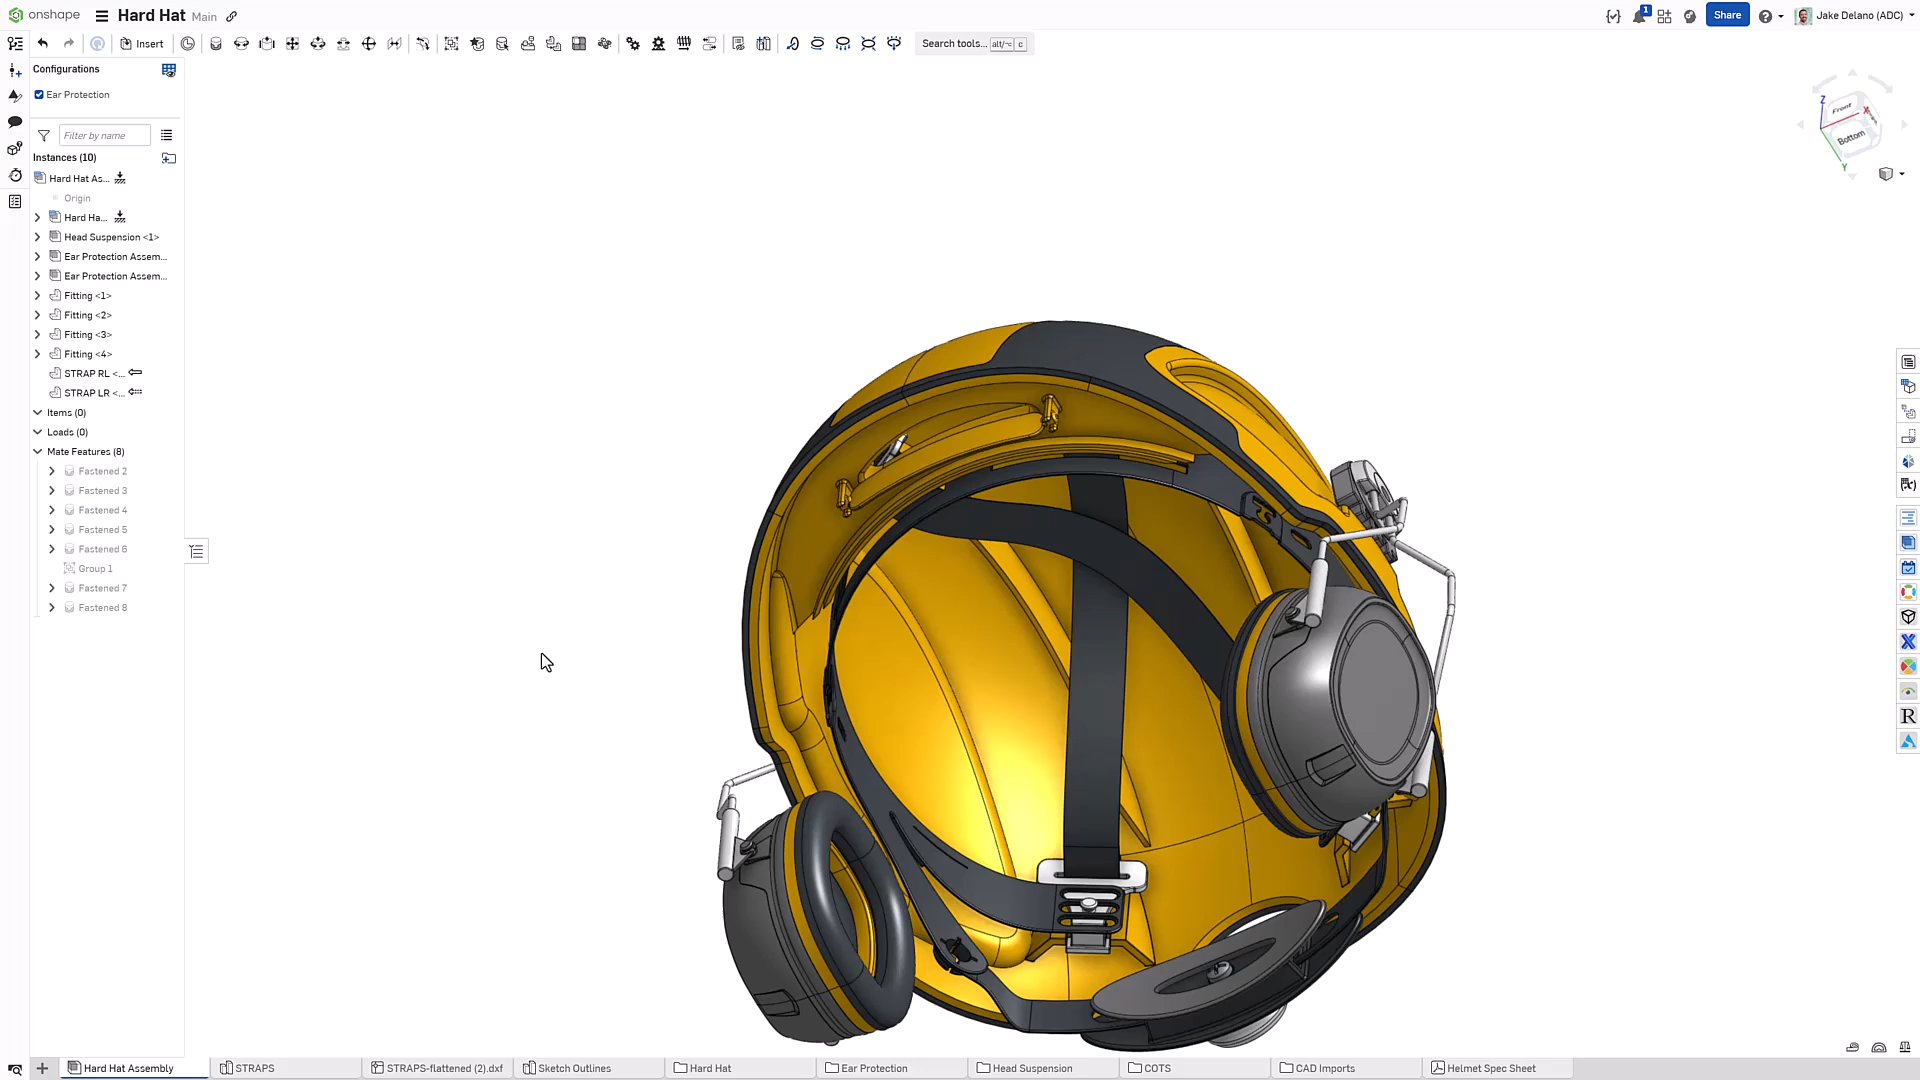 onshape
Hard Hat Main
1
Share
Jake Delano (ADC)
Insert
Search tools... alt/⌥ c
Configurations
Ear Protection
Filter by name
Instances (10)
Hard Hat As...
Origin
Hard Ha...
Head Suspension <1>
Ear Protection Assem...
Ear Protection Assem...
Fitting <1>
Fitting <2>
Fitting <3>
Fitting <4>
STRAP RL <...
STRAP LR <...
Items (0)
Loads (0)
Mate Features (8)
Fastened 2
Fastened 3
Fastened 4
Fastened 5
Fastened 6
Group 1
Fastened 7
Fastened 8
Z
Front
X
Bottom
Y
R
Hard Hat Assembly
STRAPS
STRAPS-flattened (2).dxf
Sketch Outlines
Hard Hat
Ear Protection
Head Suspension
COTS
CAD Imports
Helmet Spec Sheet